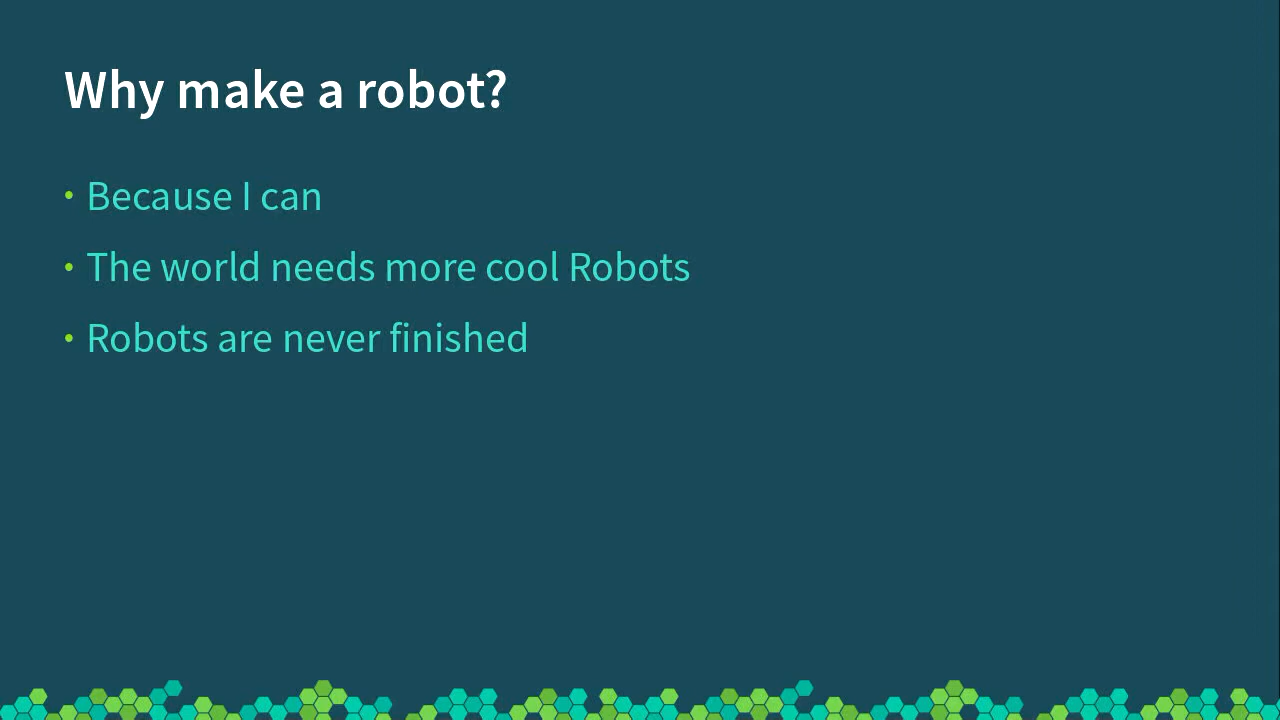 Why make a robot?
• Because I can
• The world needs more cool Robots
• Robots are never finished